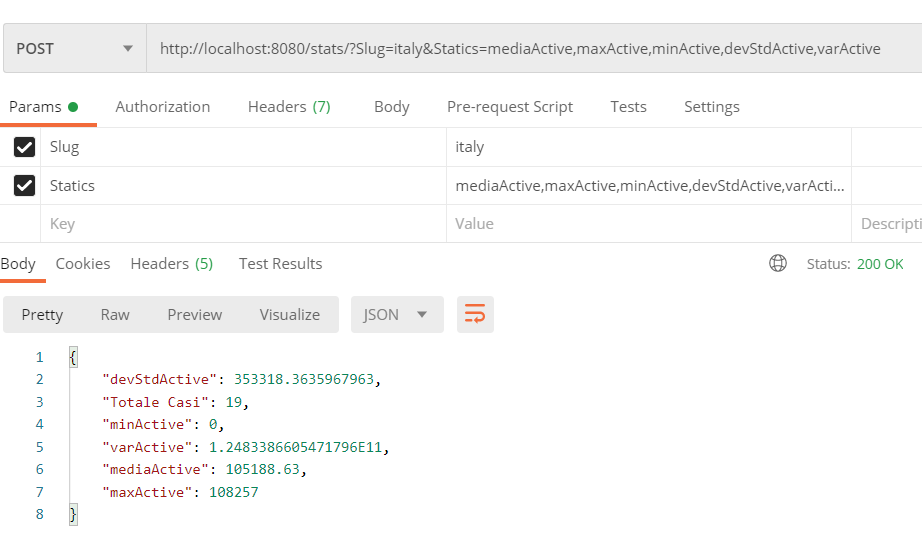 POST http://localhost:8080/stats/?Slug=italy&Statics=mediaActive,maxActive,minActive,devStdActive,varActive
Params Authorization Headers (7) Body Pre-request Script Tests Settings
Slug italy
Statics mediaActive,maxActive,minActive,devStdActive,varActi...
Key Value Descripti
Body Cookies Headers (5) Test Results Status: 200 OK
Pretty Raw Preview Visualize JSON
1 {
2 "devStdActive": 353318.3635967963,
3 "Totale Casi": 19,
4 "minActive": 0,
5 "varActive": 1.2483386605471796E11,
6 "mediaActive": 105188.63,
7 "maxActive": 108257
8 }